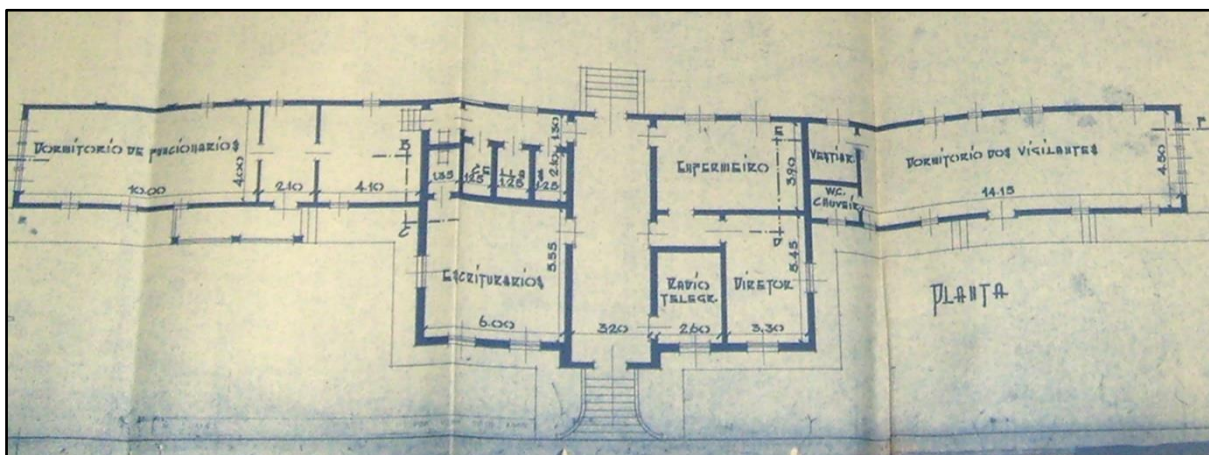 DORMITORIO DE FUNCIONARIOS
4.00
10.00
2.10
4.10
1.35
1.25
1.25
1.25
2.10
1.30
ESCRITURARIOS
5.55
6.00
3.20
ENFERMEIRO
3.90
RADIO
TELEGR.
DIRETOR
5.45
2.60
3.30
VESTIAR.
W.C.
CHUVEIR.
DORMITORIO DOS VIGILANTES
14.15
4.50
PLANTA